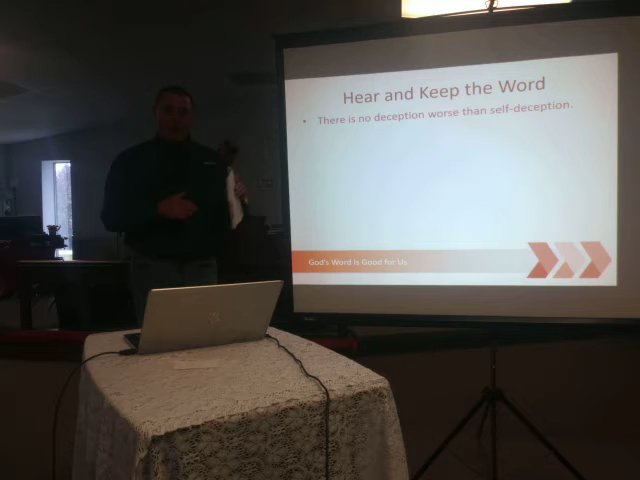 Hear and Keep the Word
• There is no deception worse than self-deception.
God's Word is Good for Us